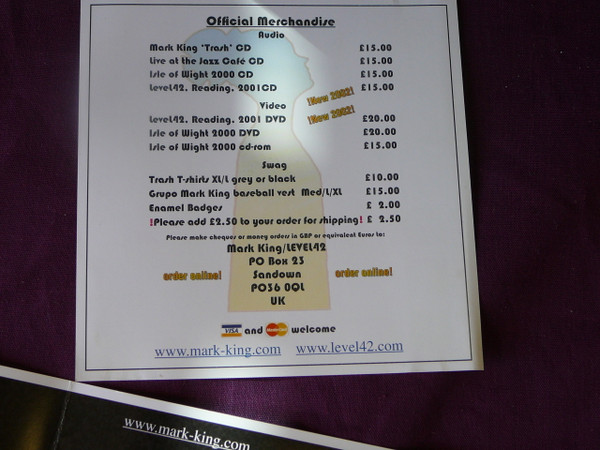 Official Merchandise
Audio
Mark King 'Trash' CD £15.00
Live at the Jazz Café CD £15.00
Isle of Wight 2000 CD £15.00
Level42, Reading, 2001CD !New 2002! £15.00
Video
Level42, Reading, 2001 DVD !New 2002! £20.00
Isle of Wight 2000 DVD £20.00
Isle of Wight 2000 cd-rom £15.00
Swag
Trash T-shirts XL/L grey or black £10.00
Grupo Mark King baseball vest Med/L/XL £15.00
Enamel Badges £ 2.00
!Please add £2.50 to your order for shipping! £ 2.50
Please make cheques or money orders in GBP or equivalent Euros to:
Mark King/LEVEL42
PO Box 23
order online! Sandown order online!
PO36 0QL
UK
VISA and MasterCard welcome
www.mark-king.com www.level42.com
www.mark-king.com